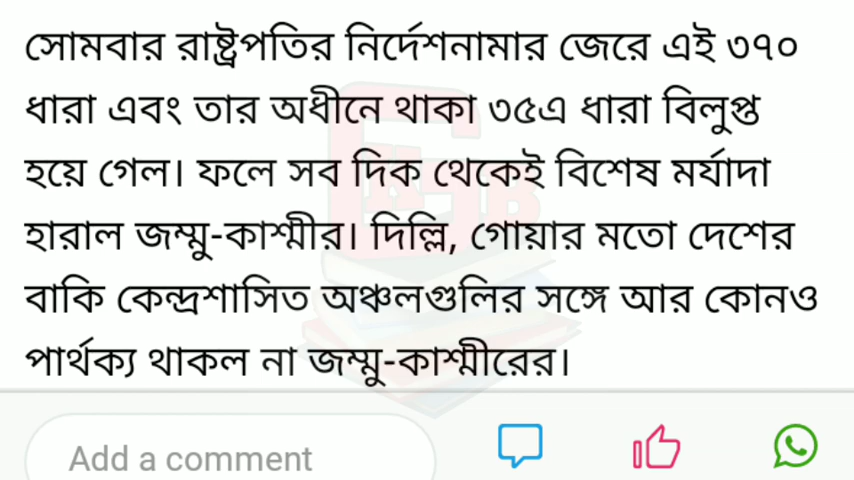 সোমবার রাষ্ট্রপতির নির্দেশনামার জেরে এই ৩৭০
ধারা এবং তার অধীনে থাকা ৩৫এ ধারা বিলুপ্ত
হয়ে গেল। ফলে সব দিক থেকেই বিশেষ মর্যাদা
হারাল জম্মু-কাশ্মীর। দিল্লি, গোয়ার মতো দেশের
বাকি কেন্দ্রশাসিত অঞ্চলগুলির সঙ্গে আর কোনও
পার্থক্য থাকল না জম্মু-কাশ্মীরের।
Add a comment